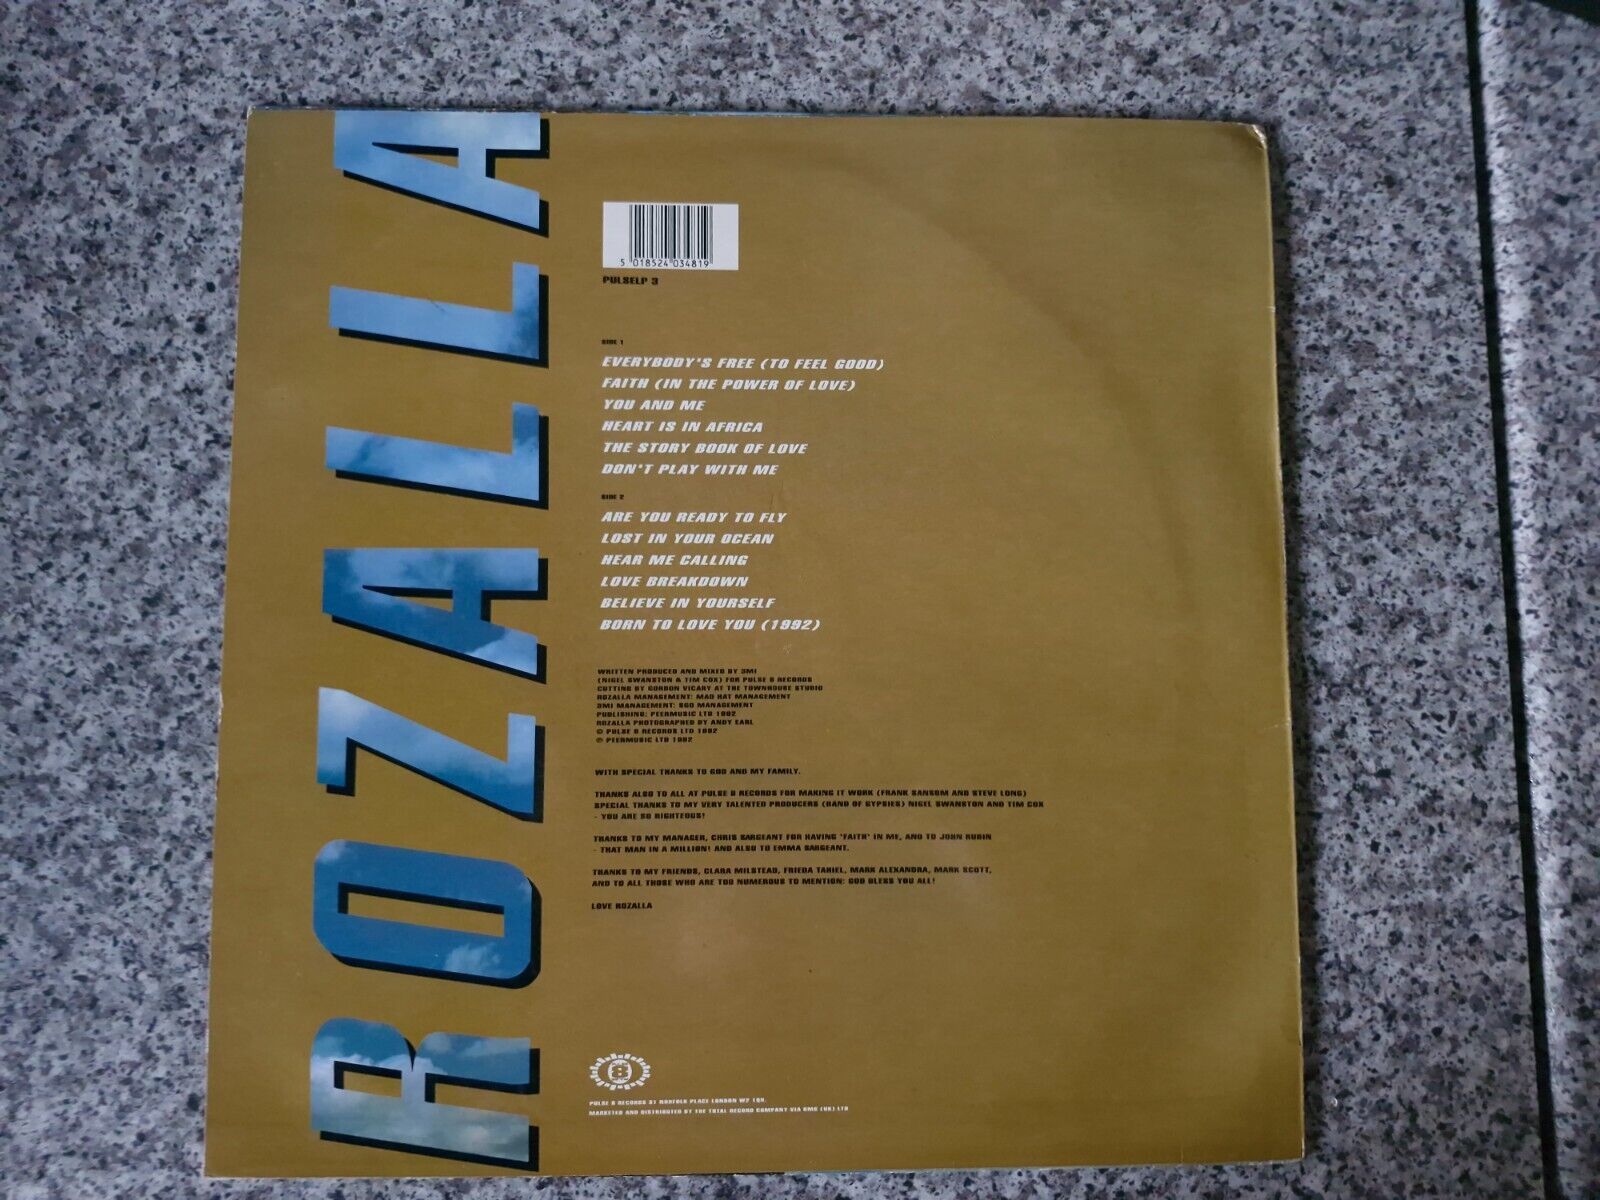 ROZALLA
5 018524 034819
PULSELP 3
SIDE 1
EVERYBODY'S FREE (TO FEEL GOOD)
FAITH (IN THE POWER OF LOVE)
YOU AND ME
HEART IS IN AFRICA
THE STORY BOOK OF LOVE
DON'T PLAY WITH ME
SIDE 2
ARE YOU READY TO FLY
LOST IN YOUR OCEAN
HEAR ME CALLING
LOVE BREAKDOWN
BELIEVE IN YOURSELF
BORN TO LOVE YOU (1992)
WRITTEN PRODUCED AND MIXED BY 3MI
(NIGEL SWANSTON & TIM COX) FOR PULSE 8 RECORDS
CUTTING BY GORDON VICARY AT THE TOWNHOUSE STUDIO
ROZALLA MANAGEMENT: MAD HAT MANAGEMENT
3MI MANAGEMENT: SGO MANAGEMENT
PUBLISHING: PEERMUSIC LTD 1992
ROZALLA PHOTOGRAPHED BY ANDY EARL
© PULSE 8 RECORDS LTD 1992
℗ PEERMUSIC LTD 1992
WITH SPECIAL THANKS TO GOD AND MY FAMILY.
THANKS ALSO TO ALL AT PULSE 8 RECORDS FOR MAKING IT WORK (FRANK SANSOM AND STEVE LONG)
SPECIAL THANKS TO MY VERY TALENTED PRODUCERS (BAND OF GYPSIES) NIGEL SWANSTON AND TIM COX
- YOU ARE SO RIGHTEOUS!
THANKS TO MY MANAGER, CHRIS SARGEANT FOR HAVING 'FAITH' IN ME, AND TO JOHN RUBIN
- THAT MAN IN A MILLION! AND ALSO TO EMMA SARGEANT.
THANKS TO MY FRIENDS, CLARA MILSTEAD, FRIEDA TAHIEL, MARK ALEXANDRA, MARK SCOTT,
AND TO ALL THOSE WHO ARE TOO NUMEROUS TO MENTION: GOD BLESS YOU ALL!
LOVE ROZALLA
8
PULSE 8 RECORDS 31 NORFOLK PLACE LONDON W2 1QH.
MARKETED AND DISTRIBUTED BY THE TOTAL RECORD COMPANY VIA BMG (UK) LTD